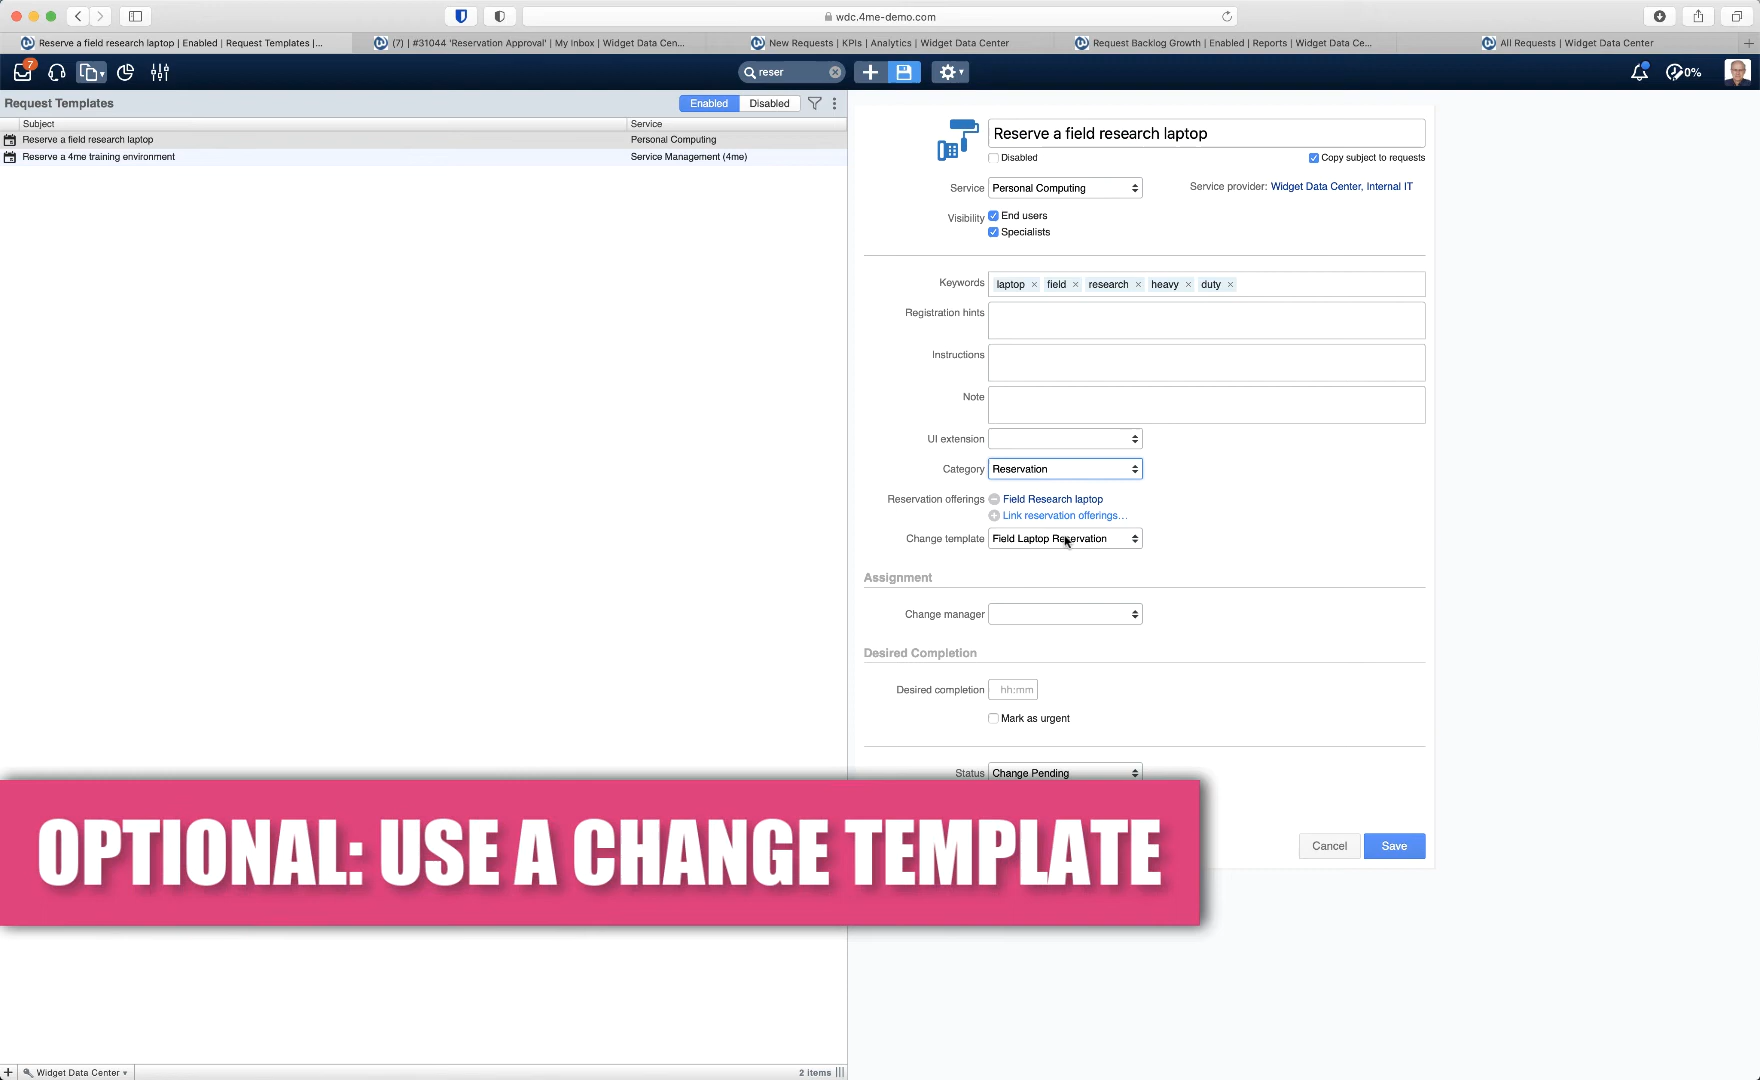 wdc.4me-demo.com
Reserve a field research laptop | Enabled | Request Templates |...
(7) | #31044 'Reservation Approval' | My Inbox | Widget Data Cen...
New Requests | KPIs | Analytics | Widget Data Center
Request Backlog Growth | Enabled | Reports | Widget Data Ce...
All Requests | Widget Data Center
7
reser
0%
Request Templates
Enabled
Disabled
Subject
Service
Reserve a field research laptop
Personal Computing
Reserve a 4me training environment
Service Management (4me)
Reserve a field research laptop
Disabled
Copy subject to requests
Service
Personal Computing
Service provider: Widget Data Center, Internal IT
Visibility
End users
Specialists
Keywords
laptop × field × research × heavy × duty ×
Registration hints
Instructions
Note
UI extension
Category
Reservation
Reservation offerings
Field Research laptop
Link reservation offerings...
Change template
Field Laptop Reservation
Assignment
Change manager
Desired Completion
Desired completion
hh:mm
Mark as urgent
Status
Change Pending
OPTIONAL: USE A CHANGE TEMPLATE
Cancel
Save
Widget Data Center
2 items